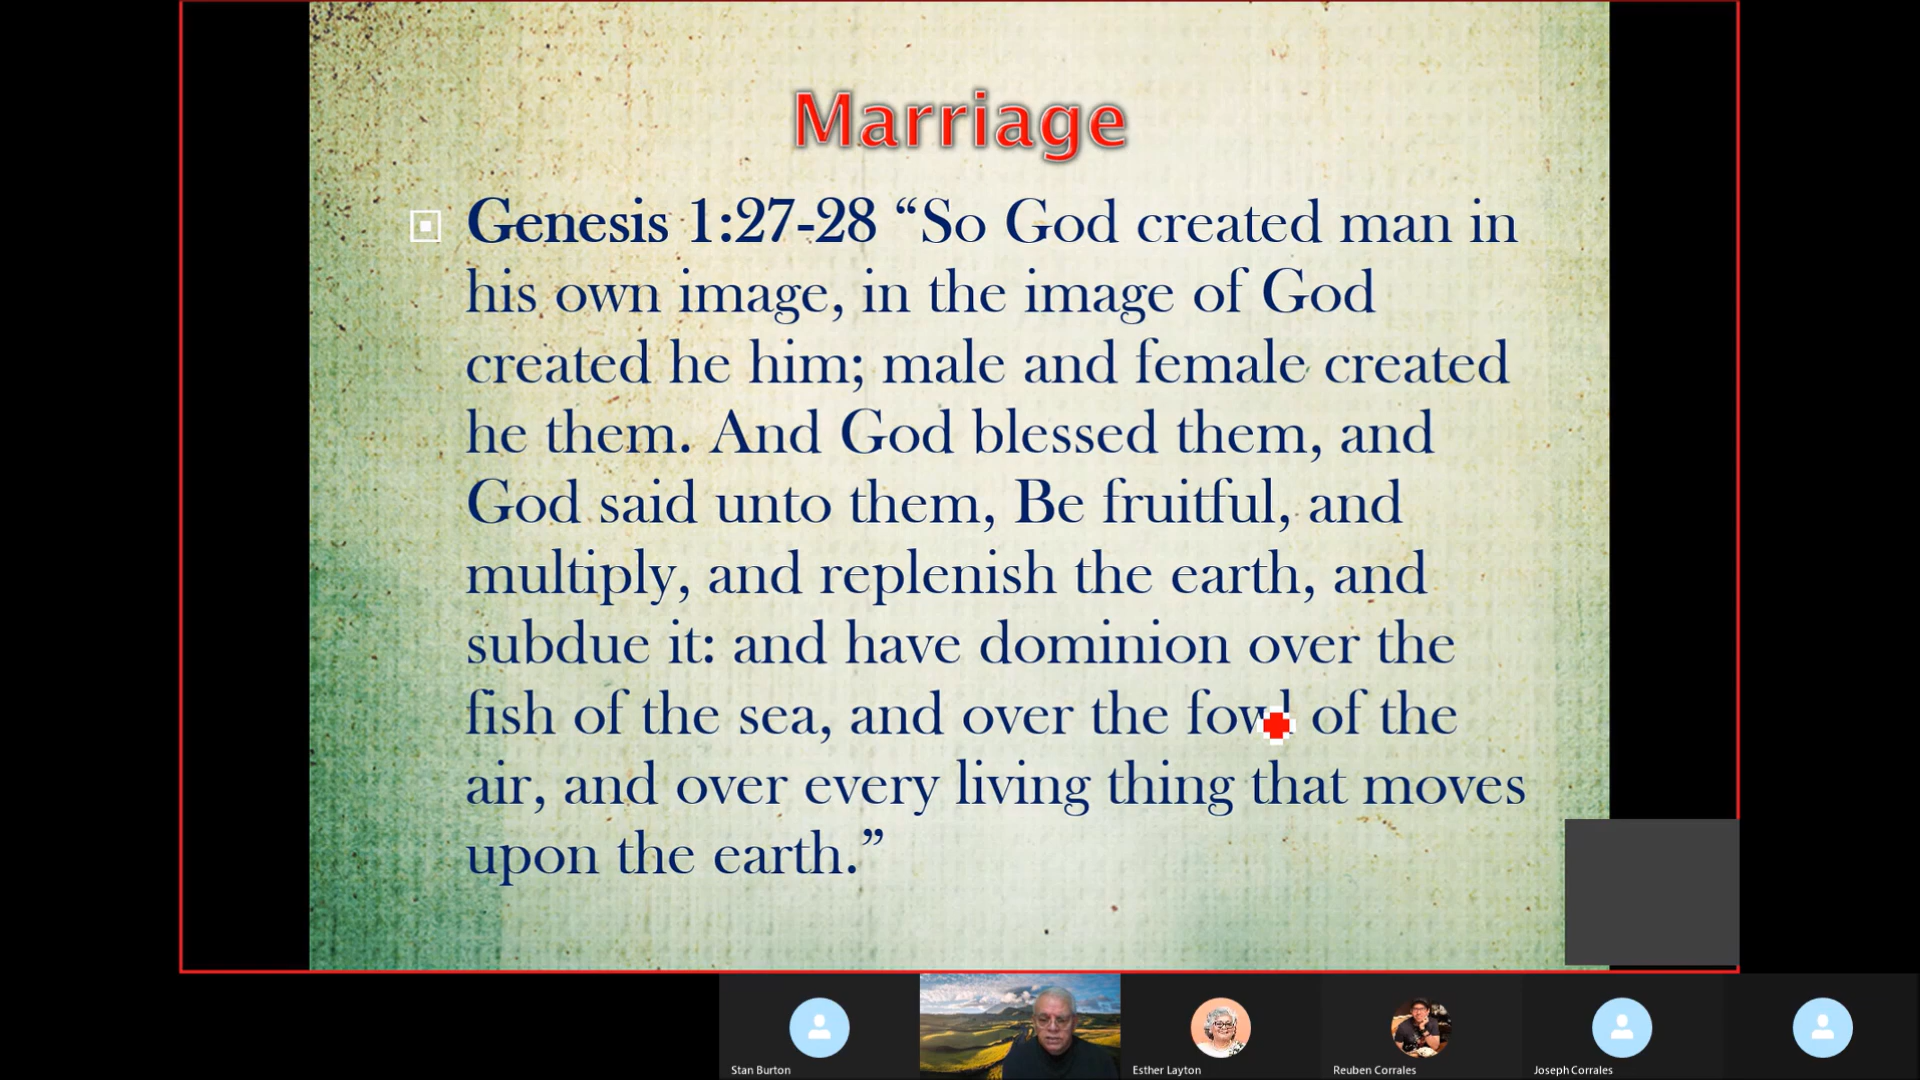 Marriage
Genesis 1:27-28 “So God created man in
his own image, in the image of God
created he him; male and female created
he them. And God blessed them, and
God said unto them, Be fruitful, and
multiply, and replenish the earth, and
subdue it: and have dominion over the
fish of the sea, and over the fowl of the
air, and over every living thing that moves
upon the earth.”
Stan Burton
Esther Layton
Reuben Corrales
Joseph Corrales